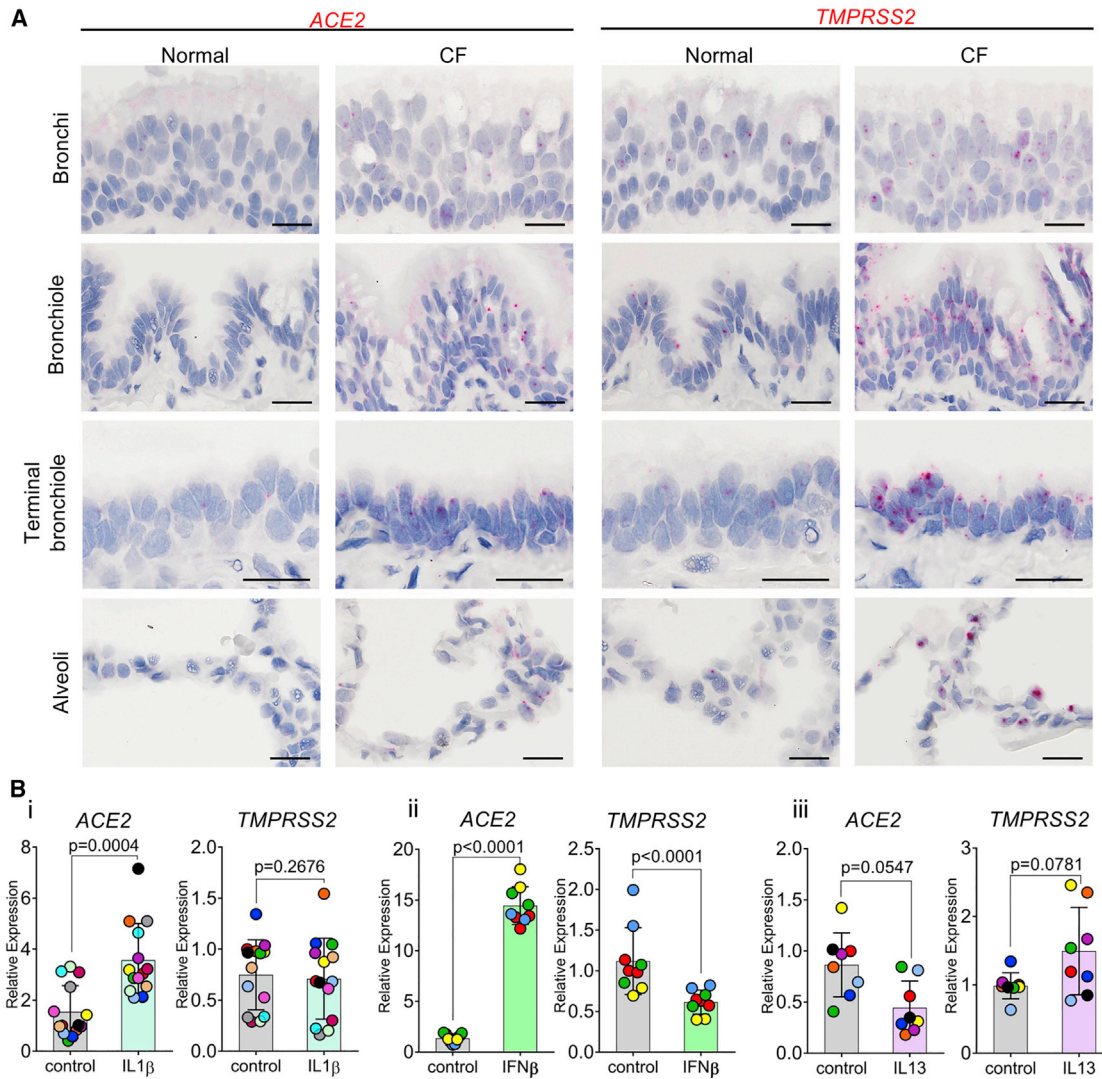 A
ACE2
TMPRSS2
Normal
CF
Normal
CF
Bronchi
Bronchiole
Terminal
bronchiole
Alveoli
B
i
ACE2
p=0.0004
Relative Expression
8
6
4
2
0
control
IL1β
TMPRSS2
p=0.2676
Relative Expression
2.0
1.5
1.0
0.5
0.0
control
IL1β
ii
ACE2
p<0.0001
Relative Expression
20
15
10
5
0
control
IFNβ
TMPRSS2
p<0.0001
Relative Expression
2.5
2.0
1.5
1.0
0.5
0.0
control
IFNβ
iii
ACE2
p=0.0547
Relative Expression
2.0
1.5
1.0
0.5
0.0
control
IL13
TMPRSS2
p=0.0781
Relative Expression
3
2
1
0
control
IL13